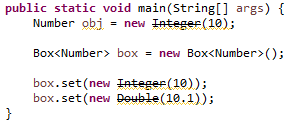 public static void main(String[] args) {
Number obj = new Integer(10);
Box<Number> box = new Box<Number>();
box.set(new Integer(10));
box.set(new Double(10.1));
}